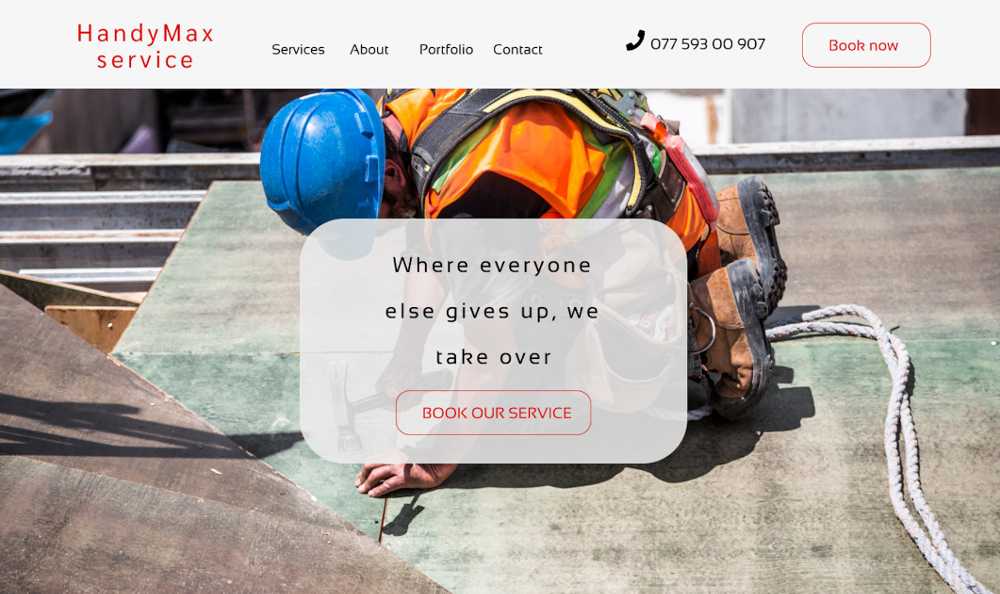 HandyMax
service
Services
About
Portfolio
Contact
077 593 00 907
Book now
Where everyone
else gives up, we
take over
BOOK OUR SERVICE